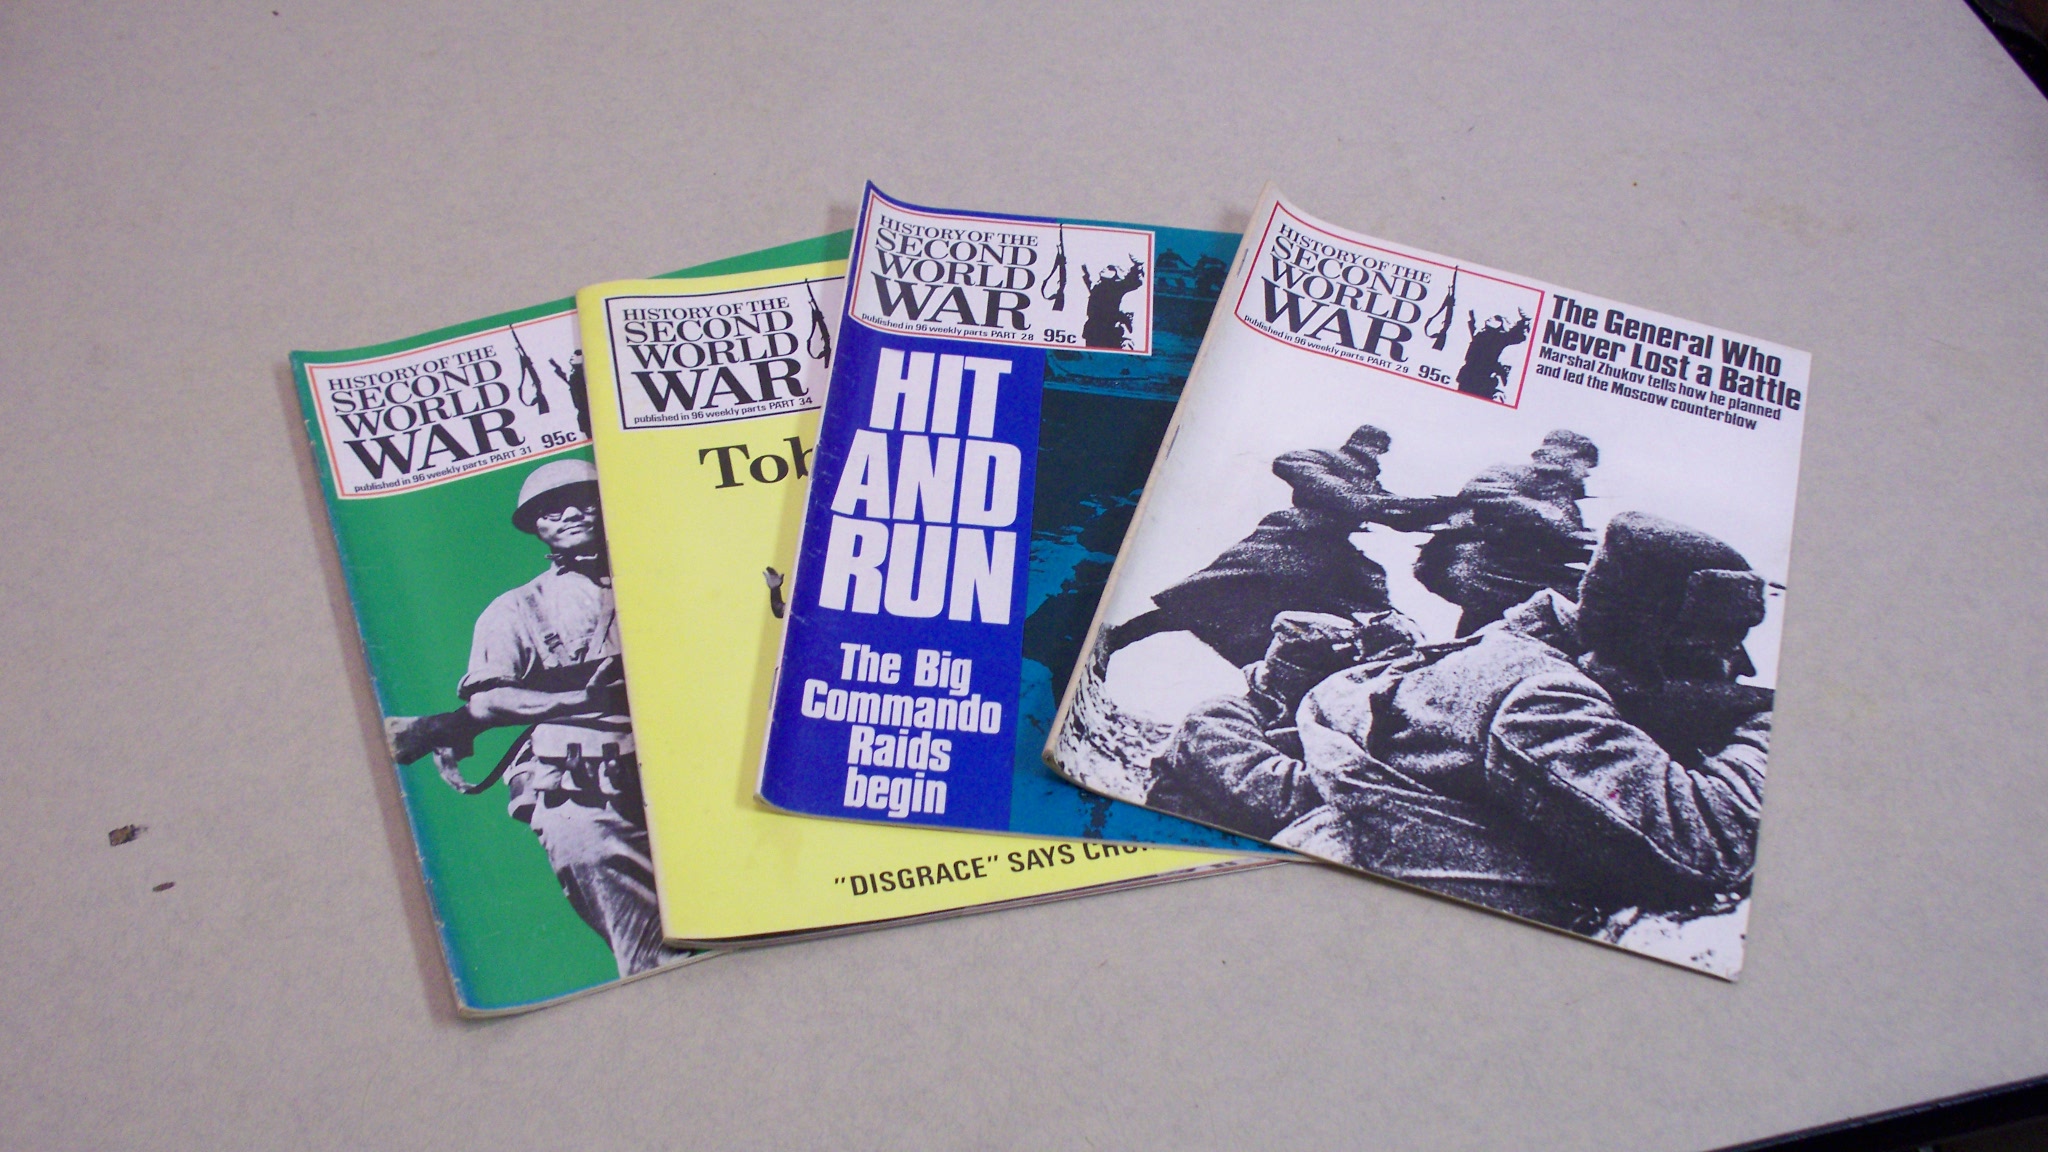 HISTORY OF THE
SECOND
WORLD
WAR
published in 96 weekly parts PART 31
95c
HISTORY OF THE
SECOND
WORLD
WAR
published in 96 weekly parts PART 34
"DISGRACE" SAYS
HISTORY OF THE
SECOND
WORLD
WAR
published in 96 weekly parts PART 28
95c
HIT
AND
RUN
The Big
Commando
Raids
begin
HISTORY OF THE
SECOND
WORLD
WAR
published in 96 weekly parts PART 29
95c
The General Who
Never Lost a Battle
Marshal Zhukov tells how he planned
and led the Moscow counterblow